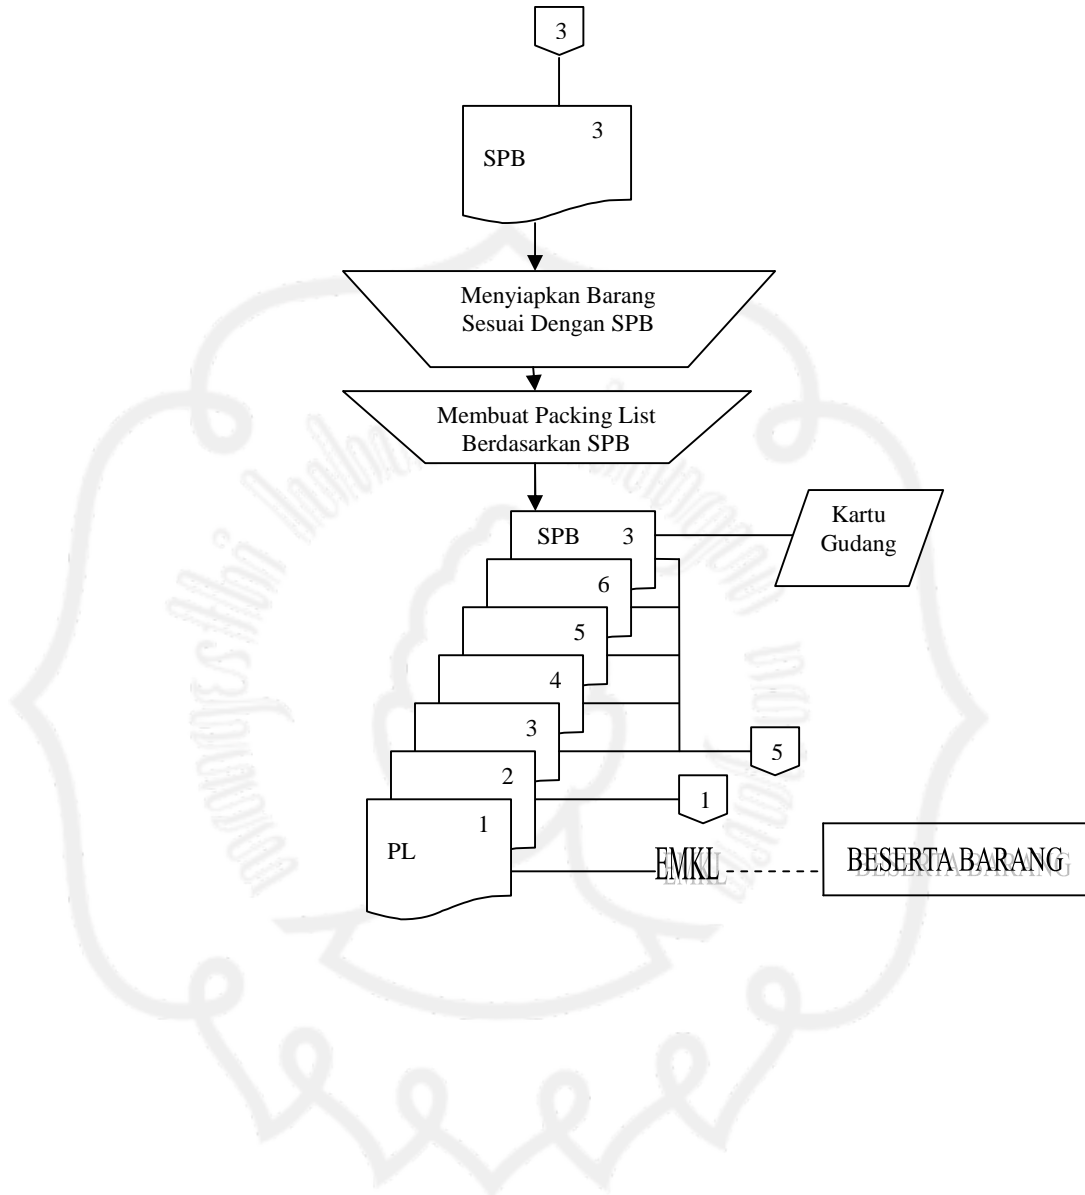 3
3
SPB
Menyiapkan Barang
Sesuai Dengan SPB
Membuat Packing List
Berdasarkan SPB
SPB 3
Kartu
Gudang
6
5
4
3
5
2
1
1
PL
EMKL
BESERTA BARANG